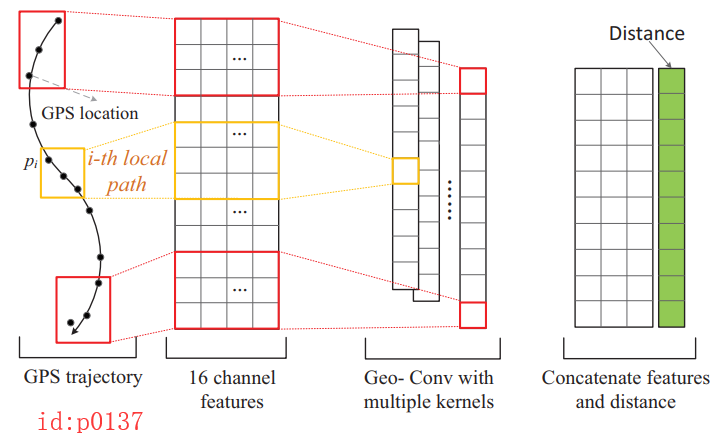 Distance
GPS location
pᵢ
i-th local
path
...
...
...
...
GPS trajectory
16 channel
features
Geo- Conv with
multiple kernels
Concatenate features
and distance
id:p0137